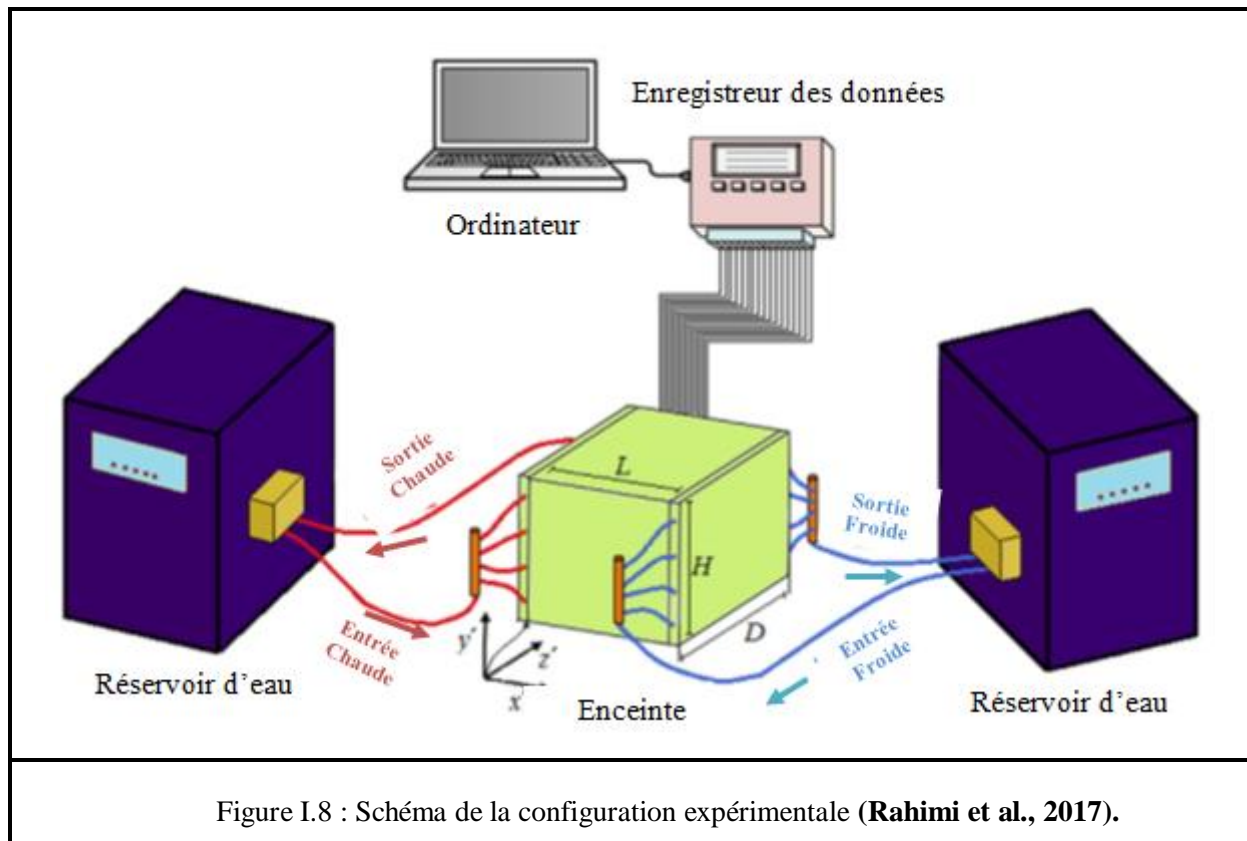 Enregistreur des données
Ordinateur
Sortie
Chaude
L
Sortie
Froide
H
D
Entrée
Chaude
Entrée
Froide
y'
z'
x'
Réservoir d'eau
Enceinte
Réservoir d'eau
Figure I.8 : Schéma de la configuration expérimentale (Rahimi et al., 2017).